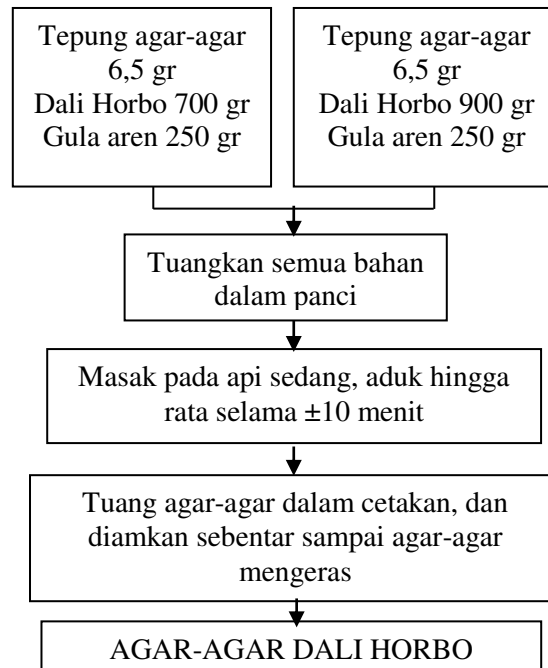 Tepung agar-agar
6,5 gr
Dali Horbo 700 gr
Gula aren 250 gr
Tepung agar-agar
6,5 gr
Dali Horbo 900 gr
Gula aren 250 gr
Tuangkan semua bahan
dalam panci
Masak pada api sedang, aduk hingga
rata selama ±10 menit
Tuang agar-agar dalam cetakan, dan
diamkan sebentar sampai agar-agar
mengeras
AGAR-AGAR DALI HORBO